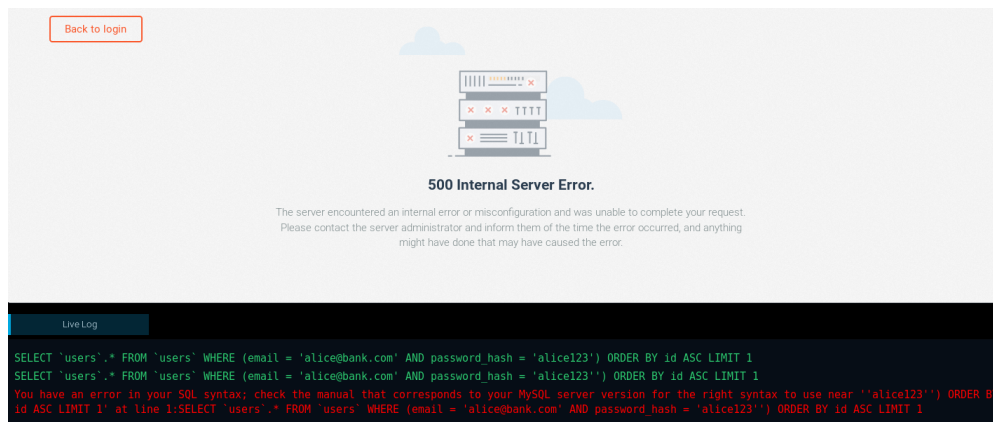 Back to login
500 Internal Server Error.
The server encountered an internal error or misconfiguration and was unable to complete your request.
Please contact the server administrator and inform them of the time the error occurred, and anything
might have done that may have caused the error.
Live Log
SELECT `users`.* FROM `users` WHERE (email = 'alice@bank.com' AND password_hash = 'alice123') ORDER BY id ASC LIMIT 1
SELECT `users`.* FROM `users` WHERE (email = 'alice@bank.com' AND password_hash = 'alice123'') ORDER BY id ASC LIMIT 1
You have an error in your SQL syntax; check the manual that corresponds to your MySQL server version for the right syntax to use near ''alice123'') ORDER B
id ASC LIMIT 1' at line 1:SELECT `users`.* FROM `users` WHERE (email = 'alice@bank.com' AND password_hash = 'alice123'') ORDER BY id ASC LIMIT 1